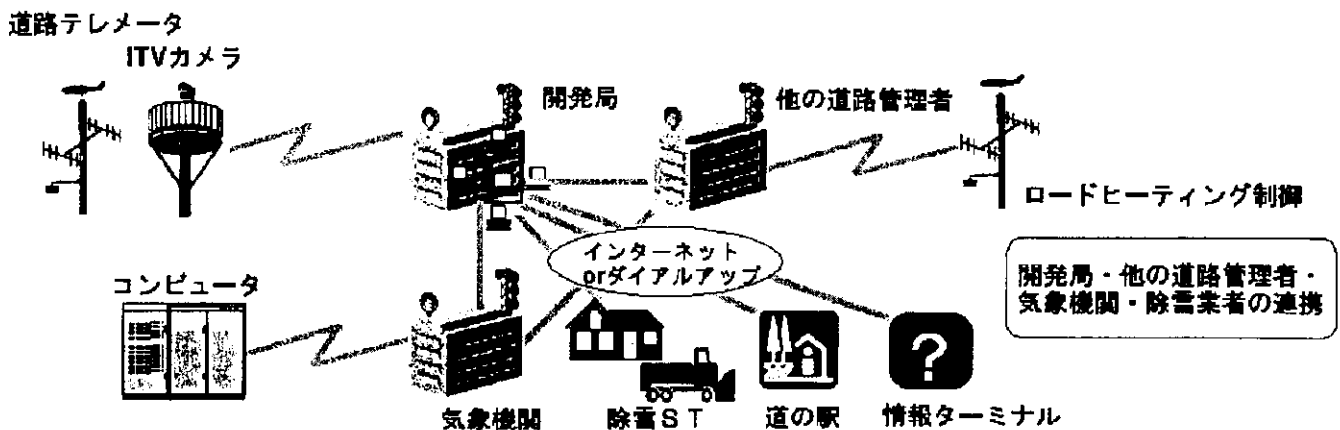 道路テレメータ
ITVカメラ
開発局
他の道路管理者
ロードヒーティング制御
インターネット
orダイアルアップ
開発局・他の道路管理者・
気象機関・除雪業者の連携
コンピュータ
気象機関
除雪ST
道の駅
情報ターミナル
?